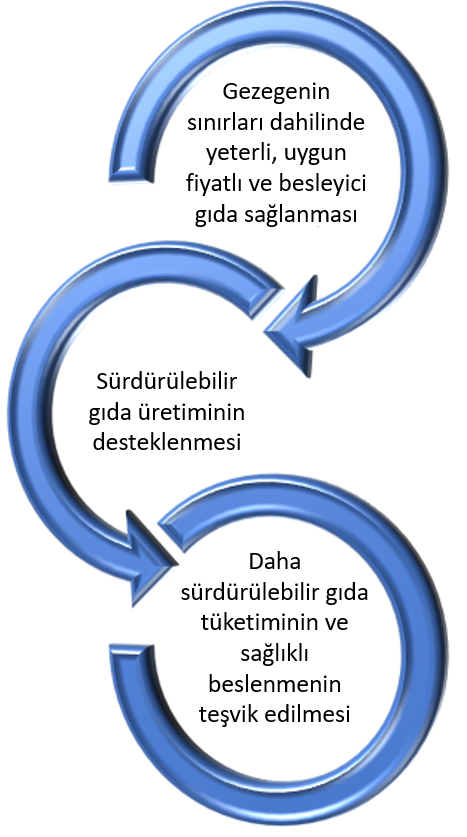 Gezegenin
sınırları dahilinde
yeterli, uygun
fiyatlı ve besleyici
gıda sağlanması
Sürdürülebilir
gıda üretiminin
desteklenmesi
Daha
sürdürülebilir gıda
tüketiminin ve
sağlıklı
beslenmenin
teşvik edilmesi